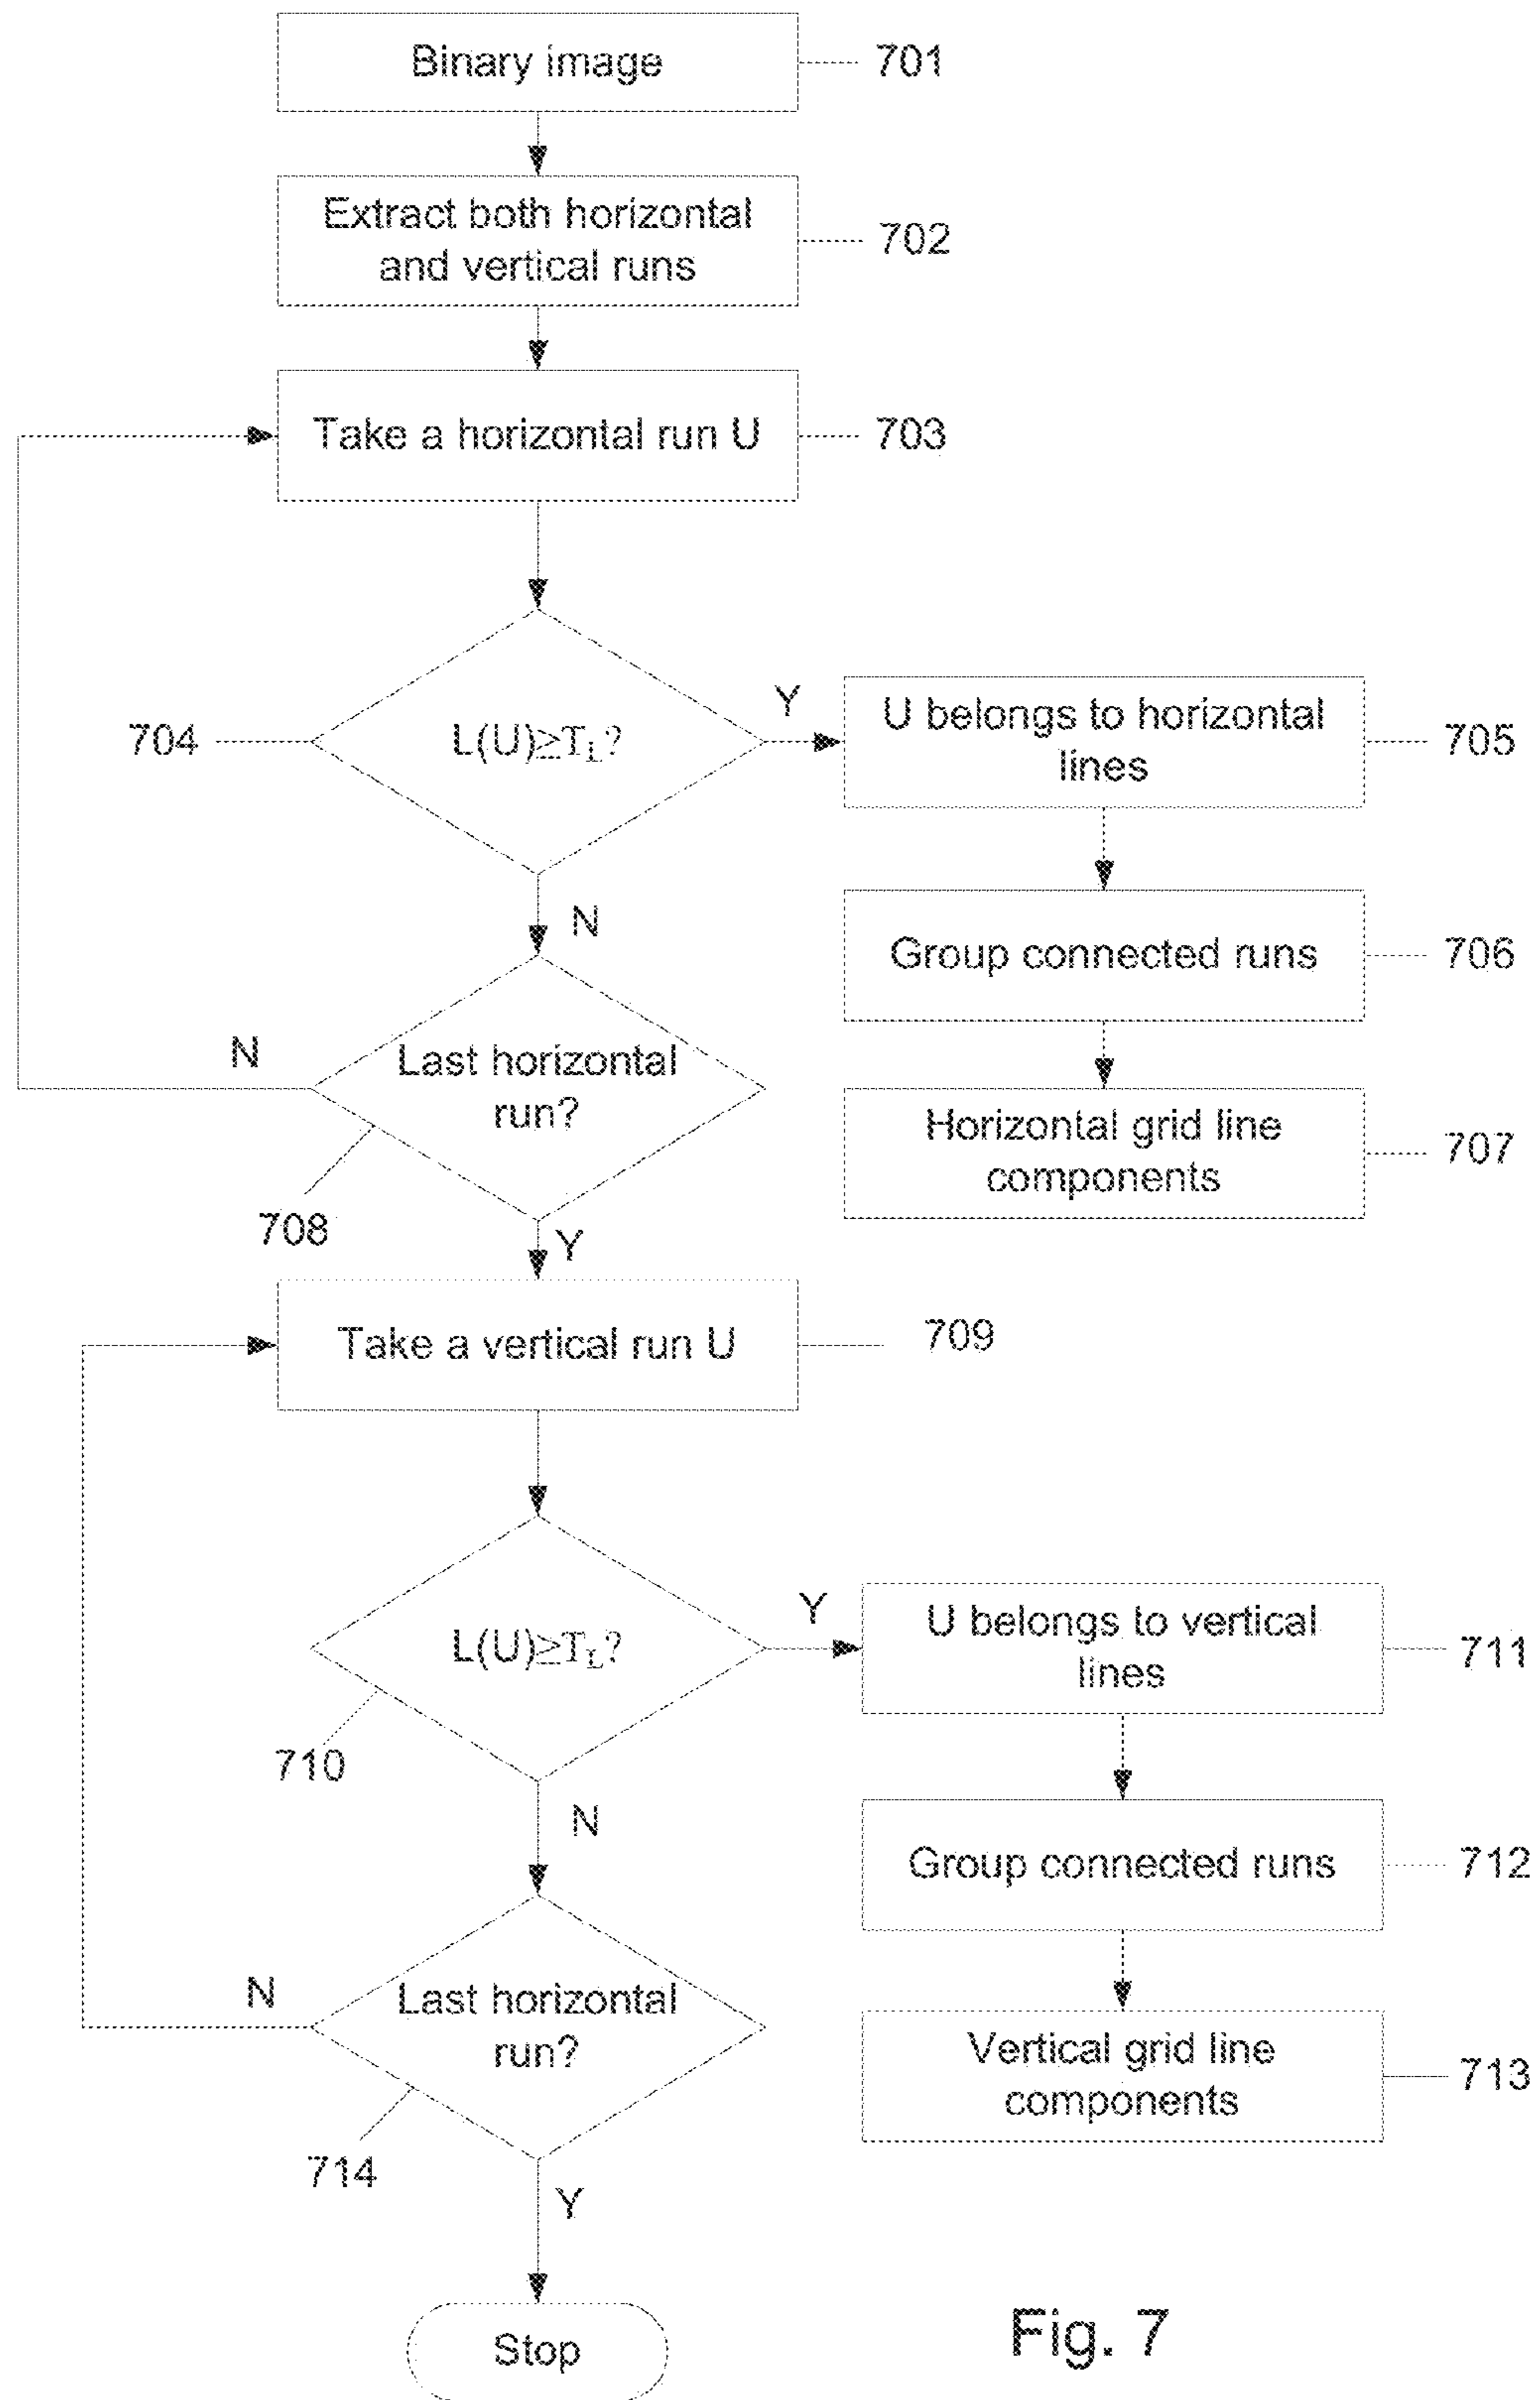 Binary image
701
Extract both horizontal
and vertical runs
702
Take a horizontal run U
703
L(U)≥T_L?
704
Y
U belongs to horizontal
lines
705
N
Group connected runs
706
Last horizontal
run?
N
708
Horizontal grid line
components
707
Y
Take a vertical run U
709
L(U)≥T_L?
710
Y
U belongs to vertical
lines
711
N
Group connected runs
712
Last horizontal
run?
N
714
Vertical grid line
components
713
Y
Stop
Fig. 7